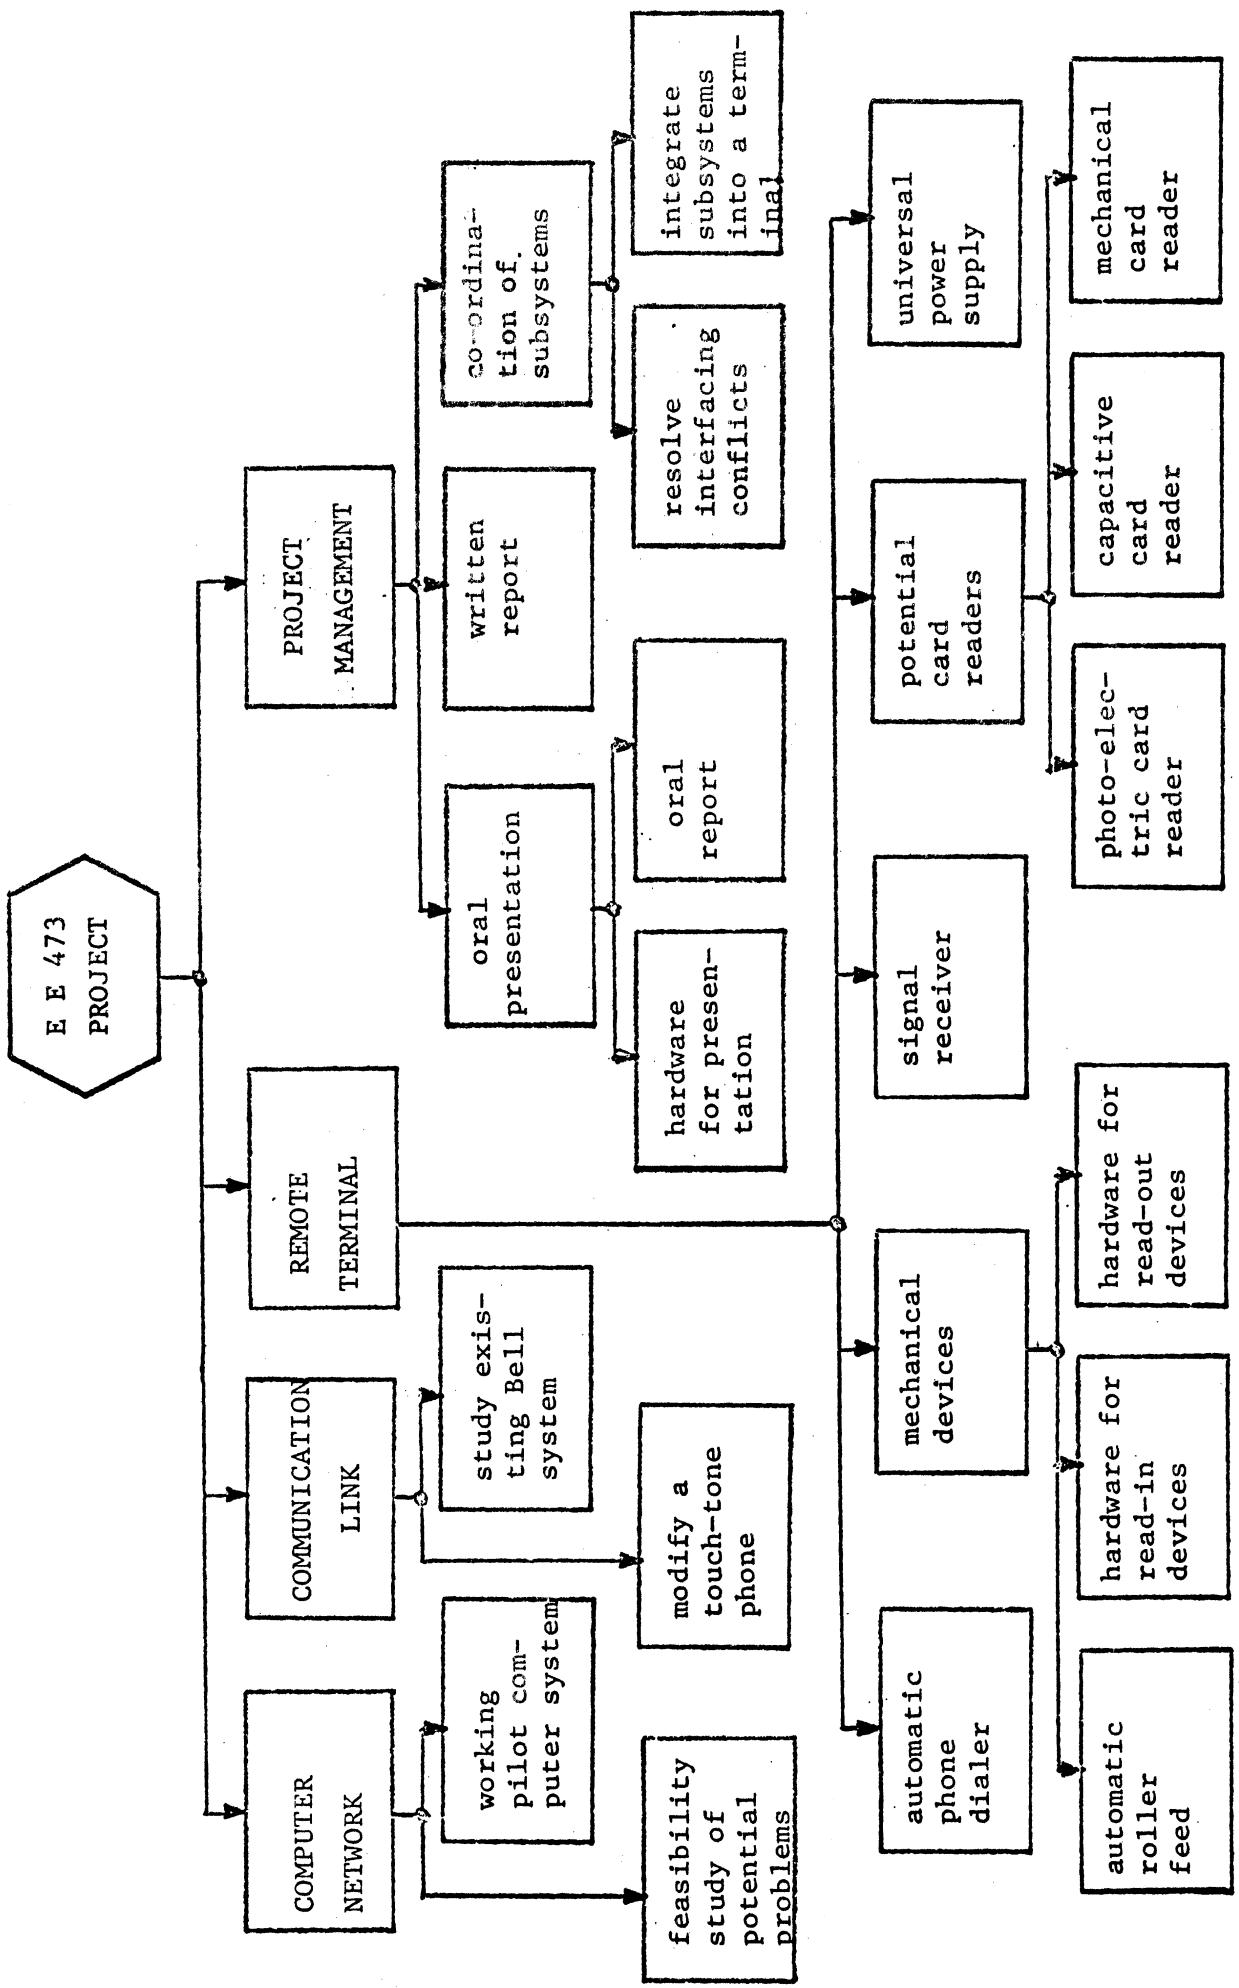 E E 473
PROJECT
COMPUTER
NETWORK
COMMUNICATION
LINK
REMOTE
TERMINAL
PROJECT
MANAGEMENT
working
pilot com-
puter system
study exis-
ting Bell
system
oral
presentation
written
report
co-ordina-
tion of
subsystems
feasibility
study of
potential
problems
modify a
touch-tone
phone
hardware
for presen-
tation
oral
report
resolve
interfacing
conflicts
integrate
subsystems
into a term-
inal
automatic
phone
dialer
mechanical
devices
signal
receiver
potential
card
readers
universal
power
supply
automatic
roller
feed
hardware for
read-in
devices
hardware for
read-out
devices
photo-elec-
tric card
reader
capacitive
card
reader
mechanical
card
reader